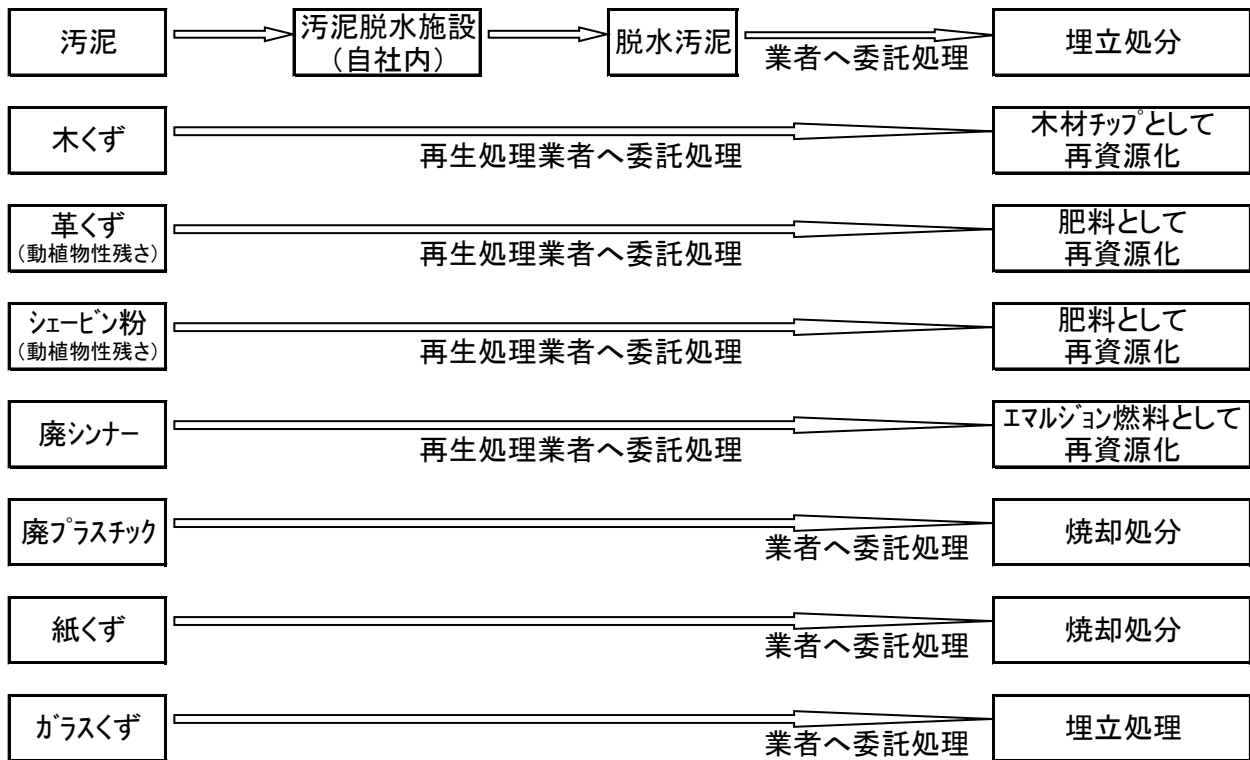 汚泥
汚泥脱水施設
（自社内）
脱水汚泥
業者へ委託処理
埋立処分
木くず
再生処理業者へ委託処理
木材ﾁｯﾌﾟとして
再資源化
革くず
（動植物性残さ）
再生処理業者へ委託処理
肥料として
再資源化
ｼｪｰﾋﾞﾝ粉
（動植物性残さ）
再生処理業者へ委託処理
肥料として
再資源化
廃ｼﾝﾅｰ
再生処理業者へ委託処理
ｴﾏﾙｼﾞｮﾝ燃料として
再資源化
廃ﾌﾟﾗｽﾁｯｸ
業者へ委託処理
焼却処分
紙くず
業者へ委託処理
焼却処分
ｶﾞﾗｽくず
業者へ委託処理
埋立処理